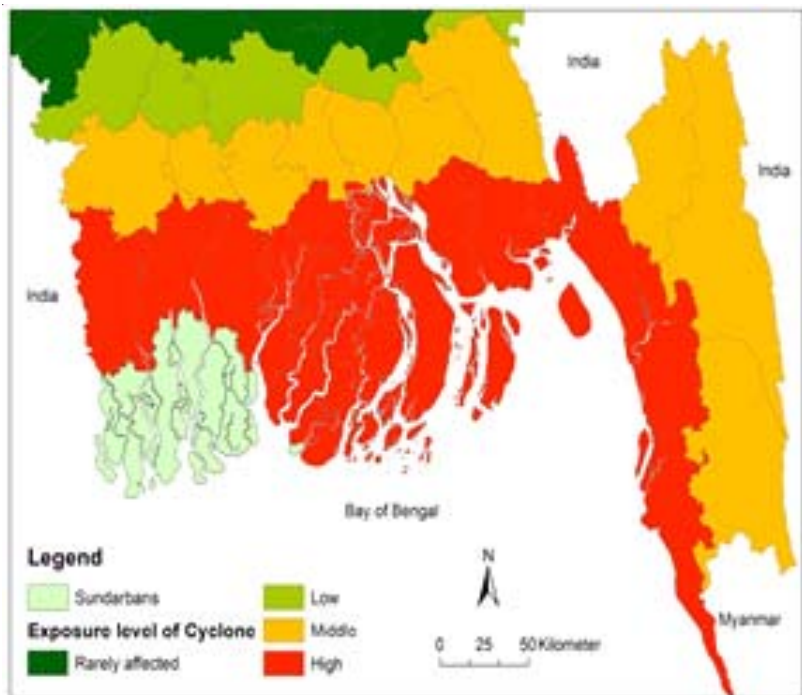 India
India
India
Bay of Bengal
Legend
Sundarbans
Exposure level of Cyclone
Rarely affected
Low
Middle
High
N
0 25 50 Kilometer
Myanmar